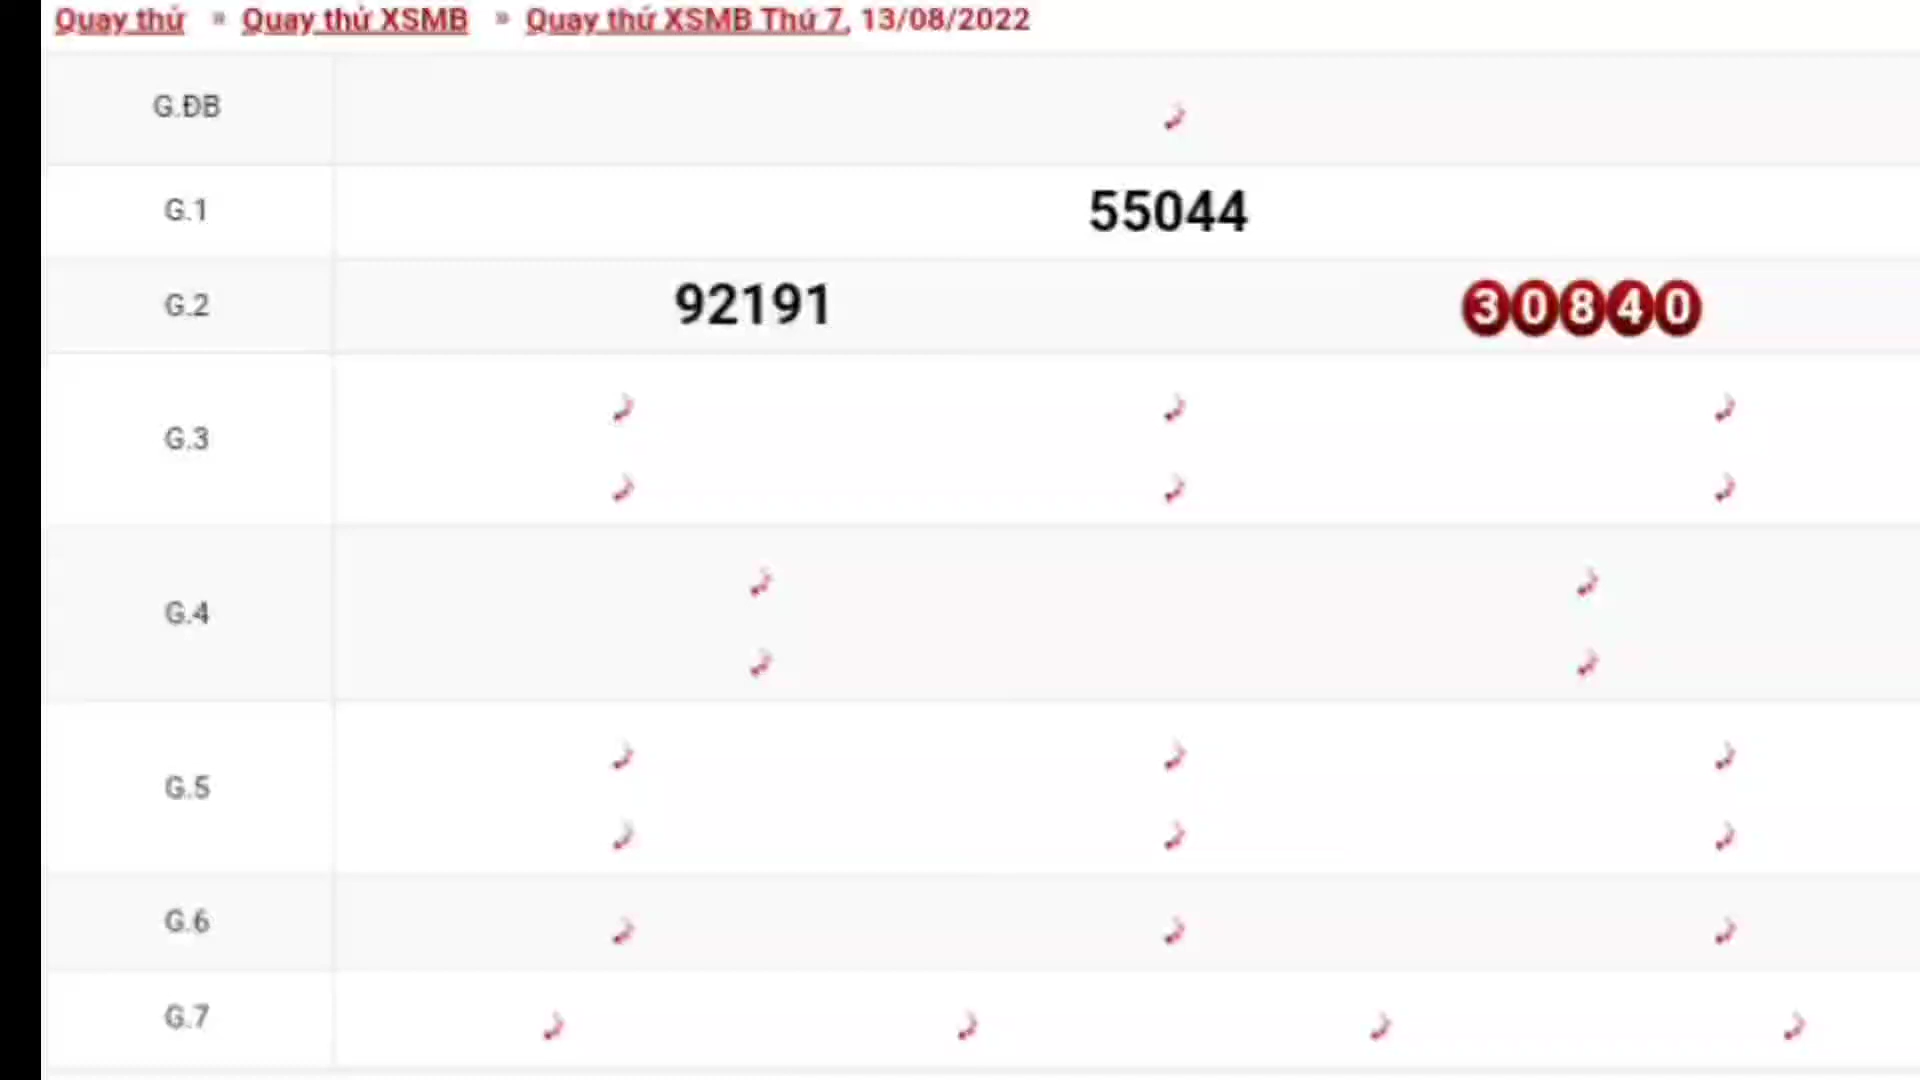 Quay thử » Quay thử XSMB » Quay thử XSMB Thứ 7, 13/08/2022
G.ĐB
G.1 55044
G.2 92191 30840
G.3
G.4
G.5
G.6
G.7